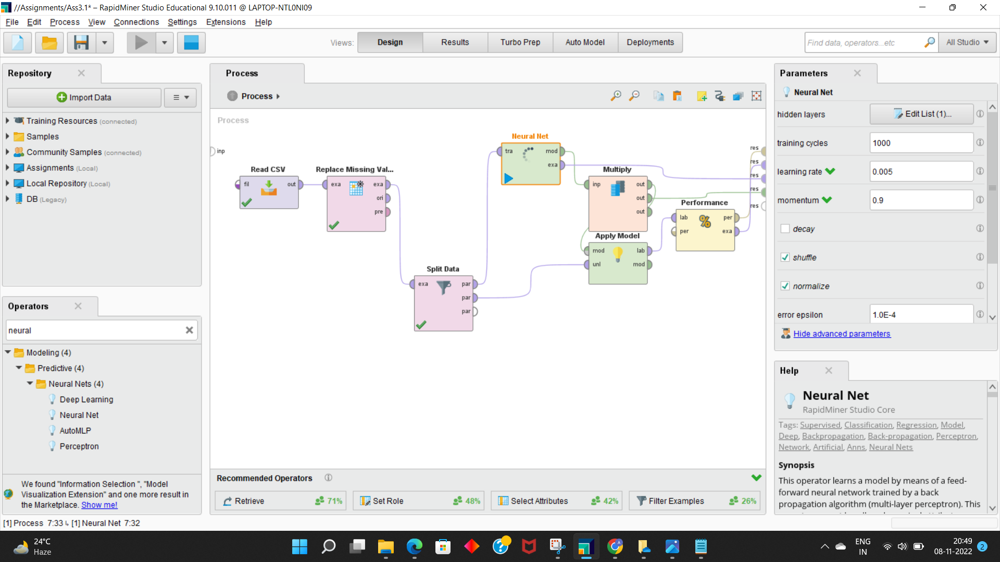 //Assignments/Ass3.1* – RapidMiner Studio Educational 9.10.011 @ LAPTOP-NTL0NI09
File Edit Process View Connections Settings Extensions Help
Views: Design Results Turbo Prep Auto Model Deployments
Find data, operators...etc All Studio
Repository
Import Data
Training Resources (connected)
Samples
Community Samples (connected)
Assignments (Local)
Local Repository (Local)
DB (Legacy)
Operators
neural
Modeling (4)
Predictive (4)
Neural Nets (4)
Deep Learning
Neural Net
AutoMLP
Perceptron
We found "Information Selection ", "Model
Visualization Extension" and one more result in
the Marketplace. Show me!
Process
Process
Process
inp
Read CSV
fil out
Replace Missing Val...
exa exa
ori
pre
Split Data
exa par
par
par
Neural Net
tra mod
exa
Multiply
inp out
out
out
Apply Model
mod lab
unl mod
Performance
lab per
per exa
res
res
res
res
res
Recommended Operators
Retrieve 71%
Set Role 48%
Select Attributes 42%
Filter Examples 26%
Parameters
Neural Net
hidden layers Edit List (1)...
training cycles 1000
learning rate 0.005
momentum 0.9
decay
shuffle
normalize
error epsilon 1.0E-4
Hide advanced parameters
Help
Neural Net
RapidMiner Studio Core
Tags: Supervised, Classification, Regression, Model,
Deep, Backpropagation, Back-propagation, Perceptron,
Network, Artificial, Anns, Neural Nets
Synopsis
This operator learns a model by means of a feed-
forward neural network trained by a back
propagation algorithm (multi-layer perceptron). This
[1] Process 7:33 ↳ [1] Neural Net 7:32
24°C
Haze
ENG
IN
20:49
08-11-2022
2